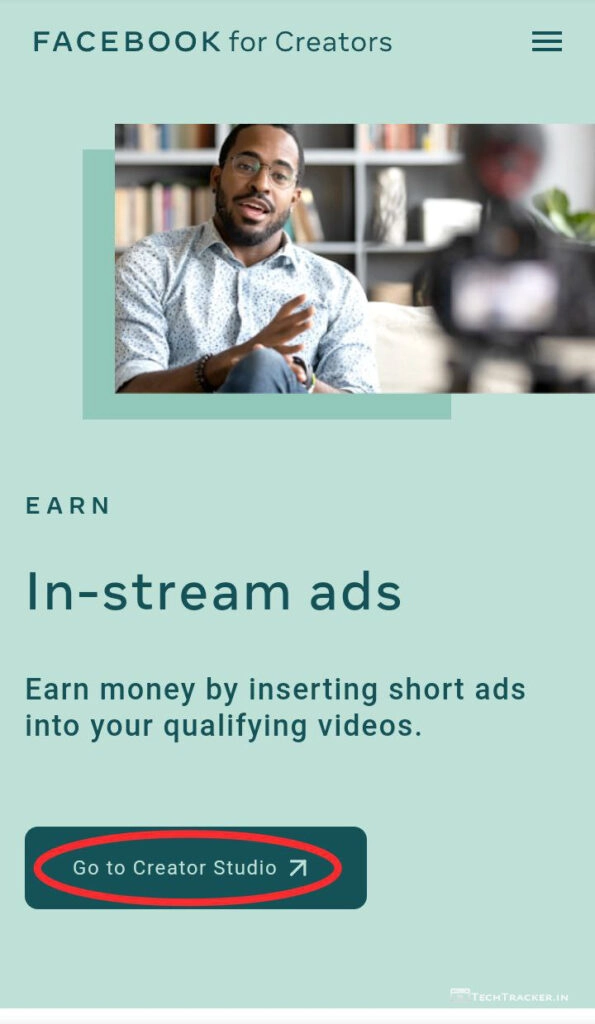 FACEBOOK for Creators
EARN
In-stream ads
Earn money by inserting short ads
into your qualifying videos.
Go to Creator Studio
TECHTRACKER.IN